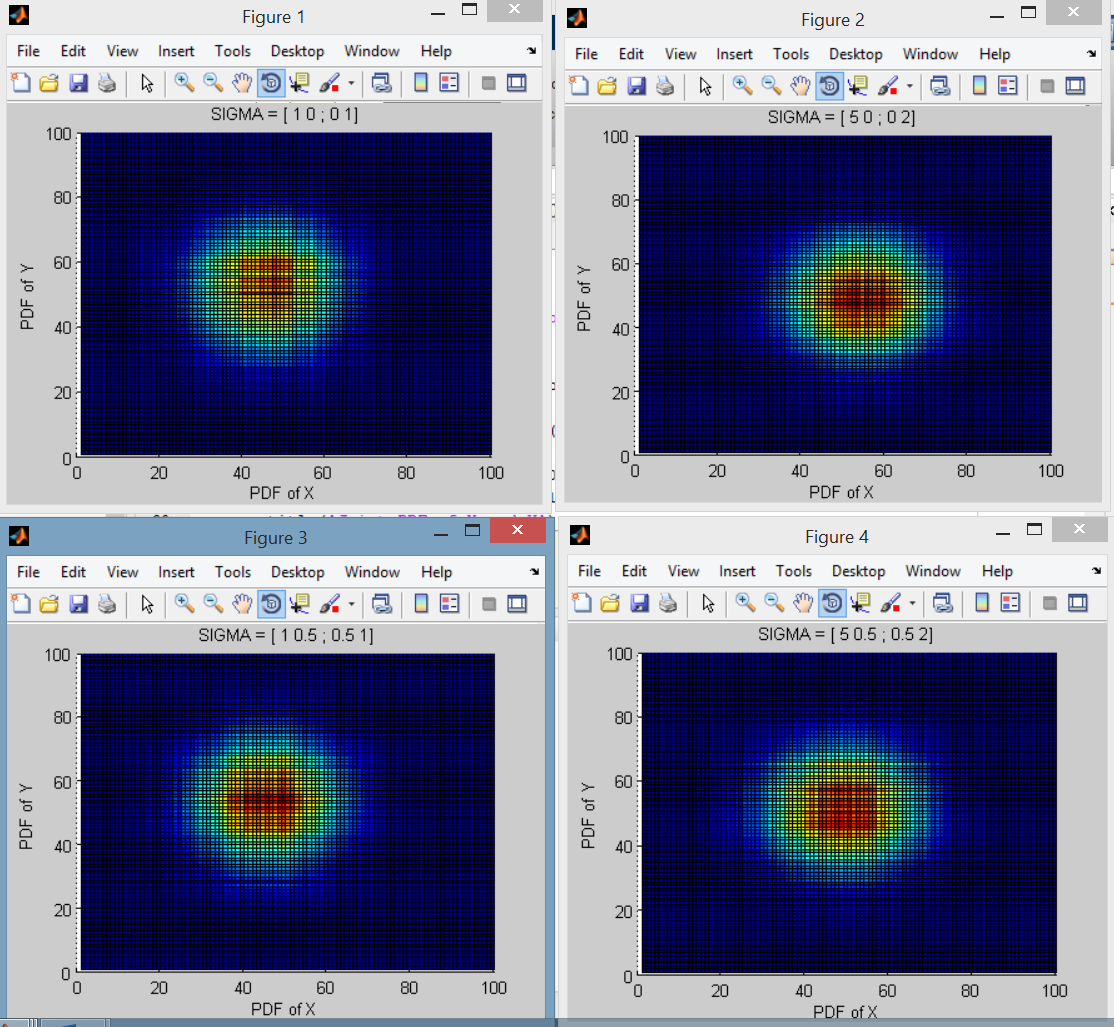 Figure 1
File Edit View Insert Tools Desktop Window Help
SIGMA = [ 1 0 ; 0 1]
100
80
60
40
20
0
PDF of Y
0 20 40 60 80 100
PDF of X
Figure 2
File Edit View Insert Tools Desktop Window Help
SIGMA = [ 5 0 ; 0 2]
100
80
60
40
20
0
PDF of Y
0 20 40 60 80 100
PDF of X
Figure 3
File Edit View Insert Tools Desktop Window Help
SIGMA = [ 1 0.5 ; 0.5 1]
100
80
60
40
20
0
PDF of Y
0 20 40 60 80 100
PDF of X
Figure 4
File Edit View Insert Tools Desktop Window Help
SIGMA = [ 5 0.5 ; 0.5 2]
100
80
60
40
20
0
PDF of Y
0 20 40 60 80 100
PDF of X